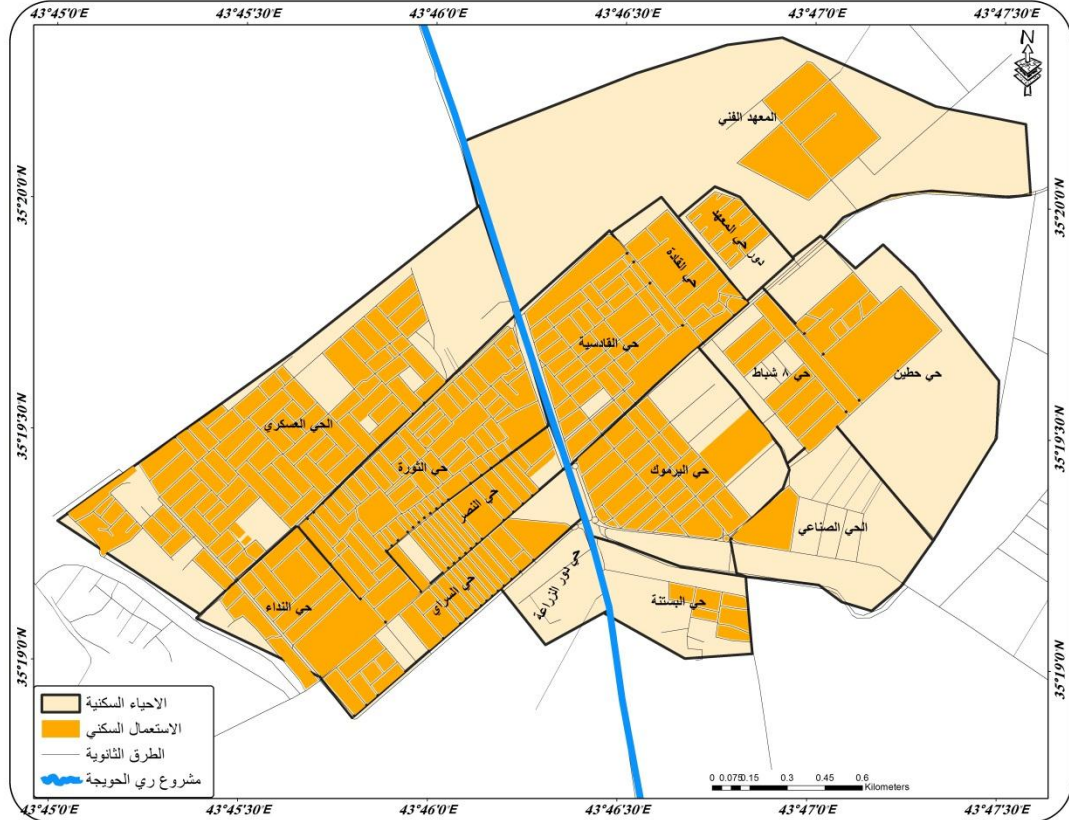 43°45'0"E
43°45'30"E
43°46'0"E
43°46'30"E
43°47'0"E
43°47'30"E
N
المعهد الفني
35°20'0"N
35°20'0"N
دور حي المعهد
حي القادة
حي القادسية
حي ٨ شباط
حي حطين
35°19'30"N
35°19'30"N
الحي العسكري
حي الثورة
حي اليرموك
حي النصر
الحي الصناعي
حي السراي
حي دور الزراعة
حي البستنة
حي النداء
35°19'0"N
35°19'0"N
الاحياء السكنية
الاستعمال السكني
الطرق الثانوية
مشروع ري الحويجة
0 0.075 0.15 0.3 0.45 0.6
Kilometers
43°45'0"E
43°45'30"E
43°46'0"E
43°46'30"E
43°47'0"E
43°47'30"E